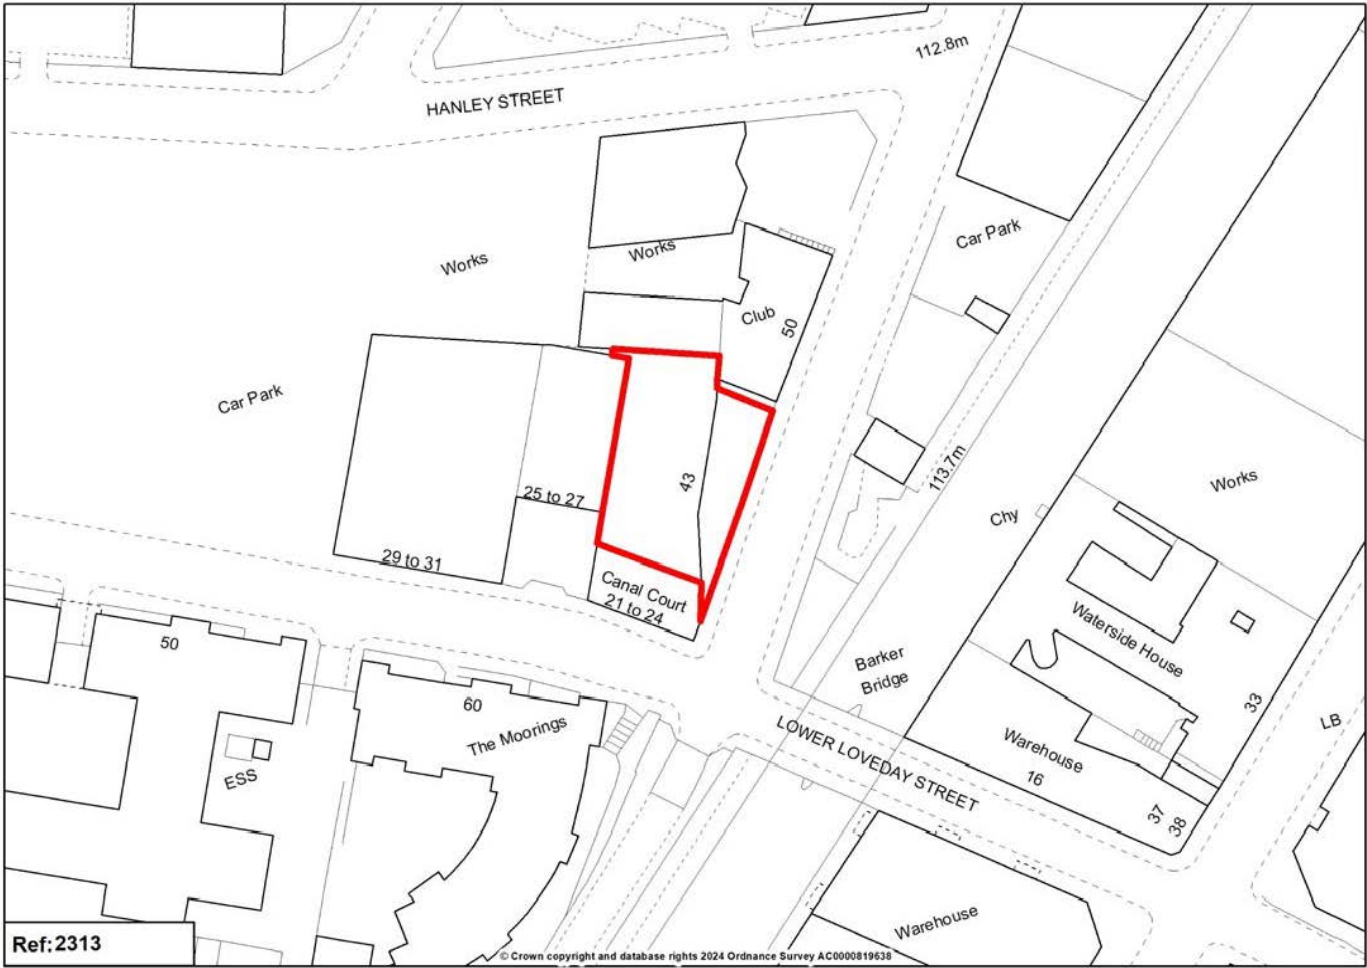 112.8m
HANLEY STREET
Car Park
Works
Works
Club
50
Car Park
43
113.7m
Works
25 to 27
Chy
29 to 31
Canal Court
21 to 24
Waterside House
50
Barker
Bridge
33
60
The Moorings
LB
LOWER LOVEDAY STREET
Warehouse
16
ESS
37
38
Warehouse
Ref:2313
© Crown copyright and database rights 2024 Ordnance Survey AC0000819638